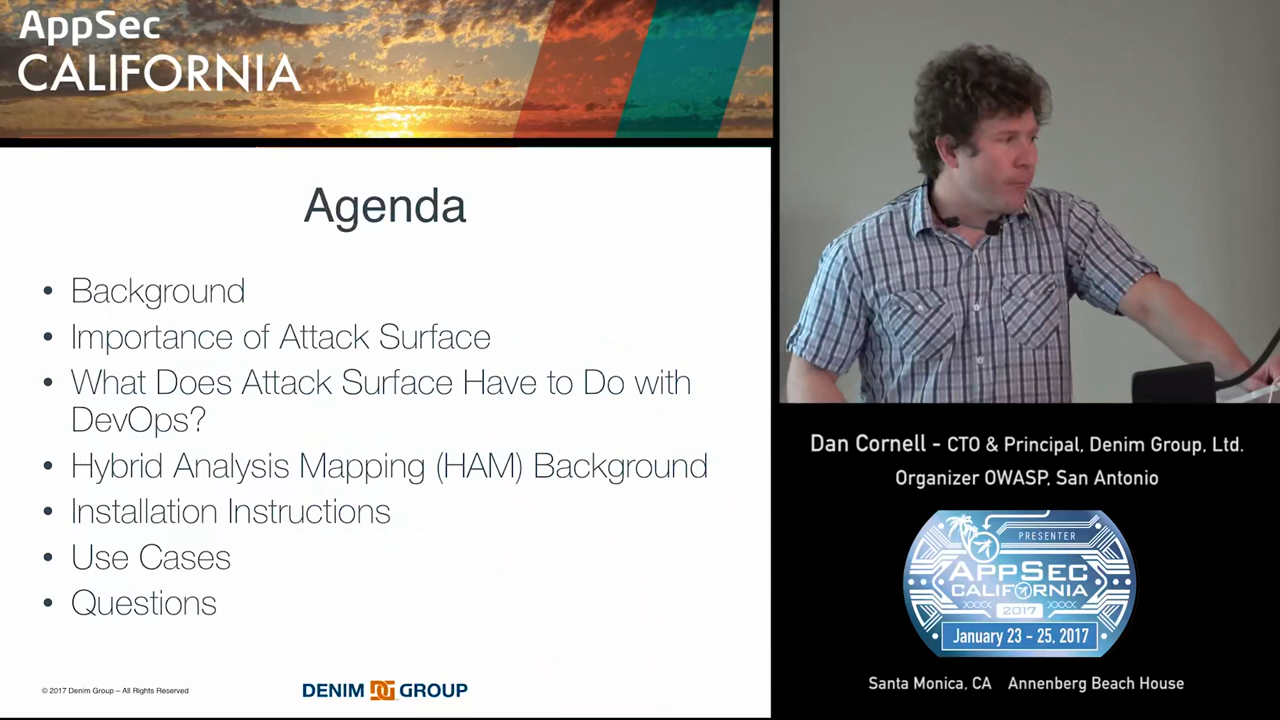 AppSec
CALIFORNIA
Agenda
• Background
• Importance of Attack Surface
• What Does Attack Surface Have to Do with
DevOps?
• Hybrid Analysis Mapping (HAM) Background
• Installation Instructions
• Use Cases
• Questions
© 2017 Denim Group – All Rights Reserved
DENIM DG GROUP
Dan Cornell - CTO & Principal, Denim Group, Ltd.
Organizer OWASP, San Antonio
PRESENTER
APPSEC
CALIFORNIA
2017
January 23 - 25, 2017
Santa Monica, CA Annenberg Beach House